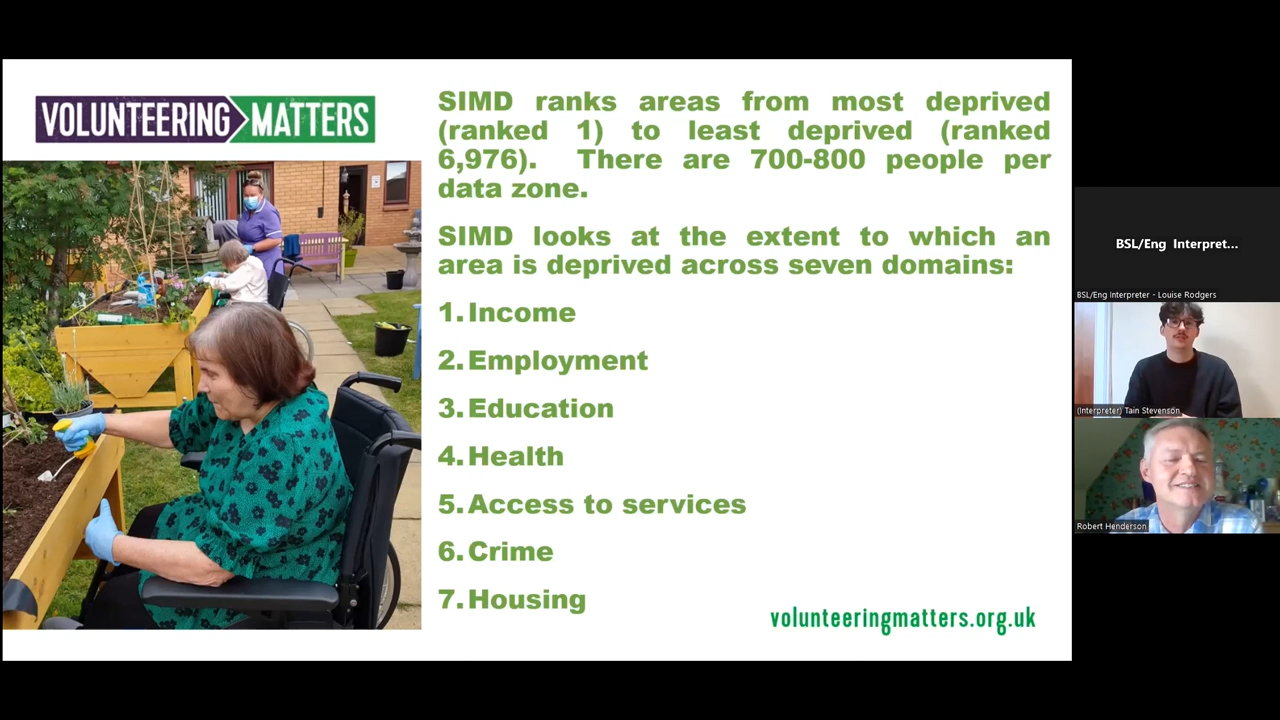 VOLUNTEERING MATTERS
SIMD ranks areas from most deprived
(ranked 1) to least deprived (ranked
6,976). There are 700-800 people per
data zone.
SIMD looks at the extent to which an
area is deprived across seven domains:
1. Income
2. Employment
3. Education
4. Health
5. Access to services
6. Crime
7. Housing
volunteeringmatters.org.uk
BSL/Eng Interpret...
BSL/Eng Interpreter - Louise Rodgers
(Interpreter) Tain Stevenson
Robert Henderson